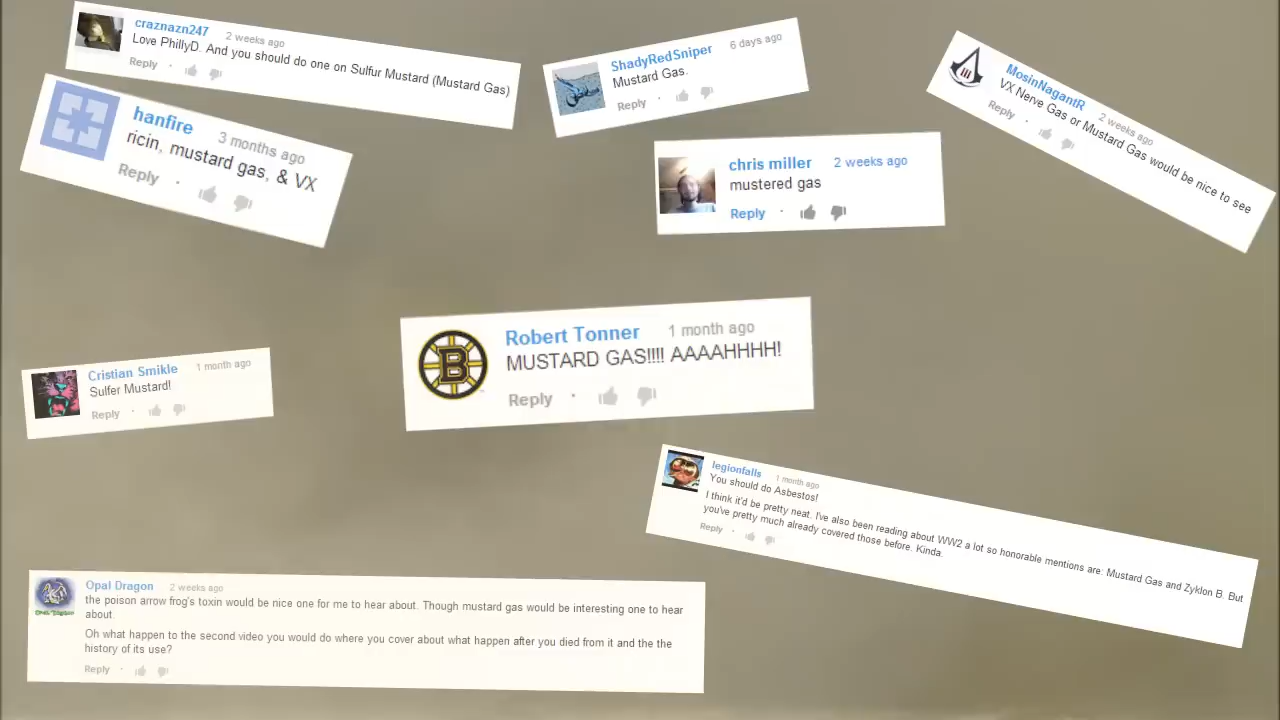 craznazn247 2 weeks ago
Love PhillyD. And you should do one on Sulfur Mustard (Mustard Gas)
Reply
ShadyRedSniper 6 days ago
Mustard Gas.
Reply
MosinNagantR 2 weeks ago
VX Nerve Gas or Mustard Gas would be nice to see
Reply
hanfire 3 months ago
ricin, mustard gas, & VX
Reply
chris miller 2 weeks ago
mustered gas
Reply
Robert Tonner 1 month ago
MUSTARD GAS!!!! AAAAHHHH!
Reply
B
Cristian Smikle 1 month ago
Sulfer Mustard!
Reply
legionfalls 1 month ago
You should do Asbestos!
I think it'd be pretty neat. I've also been reading about WW2 a lot so honorable mentions are: Mustard Gas and Zyklon B. But
you've pretty much already covered those before. Kinda.
Reply
Opal Dragon 2 weeks ago
the poison arrow frog's toxin would be nice one for me to hear about. Though mustard gas would be interesting one to hear
about.
Oh what happen to the second video you would do where you cover about what happen after you died from it and the the
history of its use?
Reply